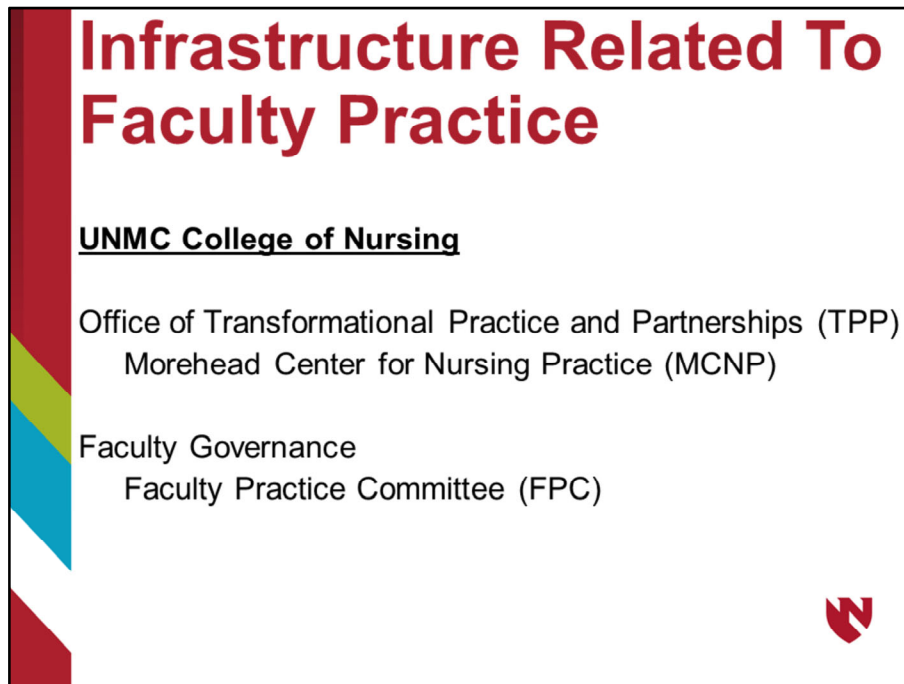 Infrastructure Related To
Faculty Practice
UNMC College of Nursing
Office of Transformational Practice and Partnerships (TPP)
Morehead Center for Nursing Practice (MCNP)
Faculty Governance
Faculty Practice Committee (FPC)